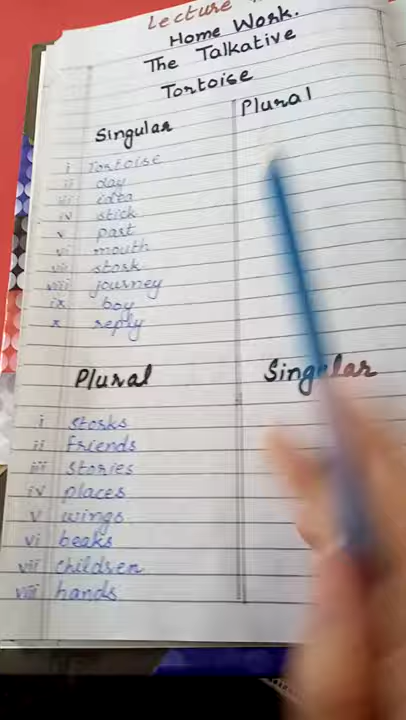 Lecture
Home Work.
The Talkative
Tortoise
Singular Plural
i Tortoise
ii day
iii idea
iv stick
v past
vi mouth
vii stork
viii journey
ix boy
x reply
Plural Singular
i storks
ii Friends
iii stories
iv places
v wings
vi beaks
vii children
viii hands